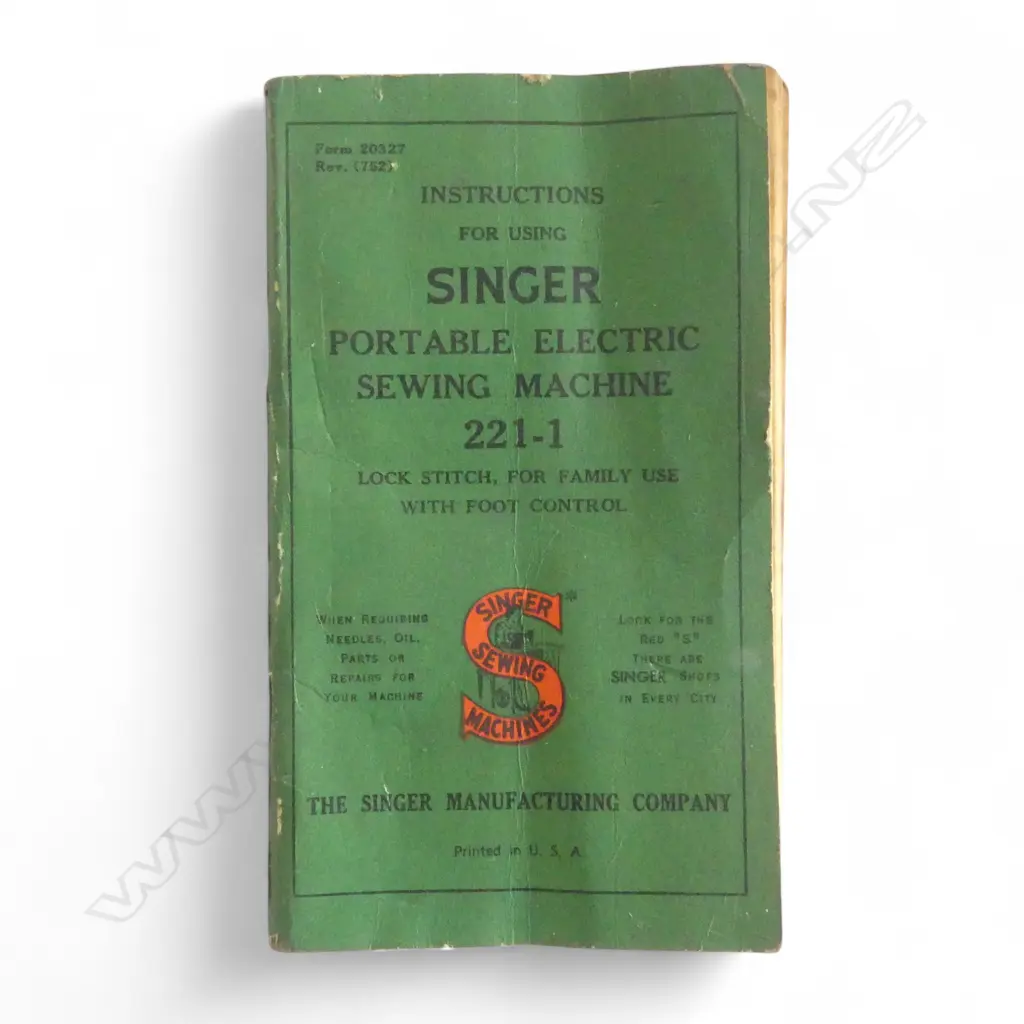 Form 20327
Rev. (752)
INSTRUCTIONS
FOR USING
SINGER
PORTABLE ELECTRIC
SEWING MACHINE
221-1
LOCK STITCH, FOR FAMILY USE
WITH FOOT CONTROL
WHEN REQUIRING
NEEDLES, OIL,
PARTS OR
REPAIRS FOR
YOUR MACHINE
SINGER
SEWING
MACHINES
*
LOOK FOR THE
RED "S"
THERE ARE
SINGER SHOPS
IN EVERY CITY
THE SINGER MANUFACTURING COMPANY
Printed in U. S. A.